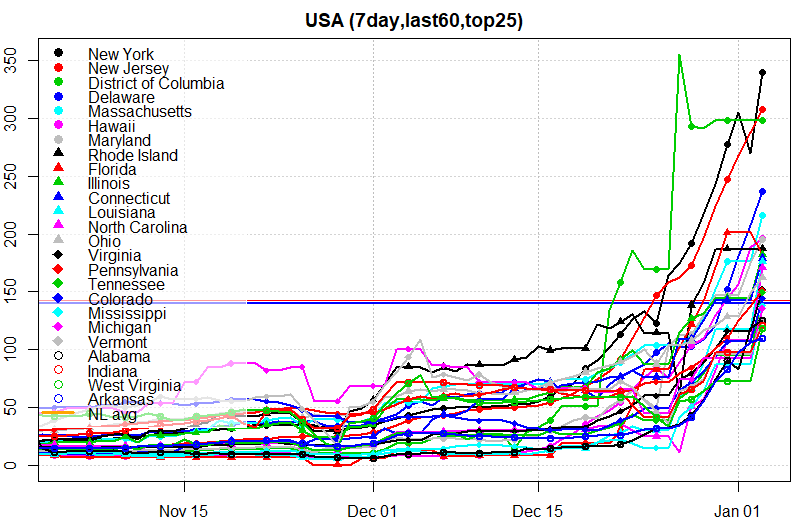 USA (7day,last60,top25)
350
300
250
200
150
100
50
0
New York
New Jersey
District of Columbia
Delaware
Massachusetts
Hawaii
Maryland
Rhode Island
Florida
Illinois
Connecticut
Louisiana
North Carolina
Ohio
Virginia
Pennsylvania
Tennessee
Colorado
Mississippi
Michigan
Vermont
Alabama
Indiana
West Virginia
Arkansas
NL avg
Nov 15
Dec 01
Dec 15
Jan 01